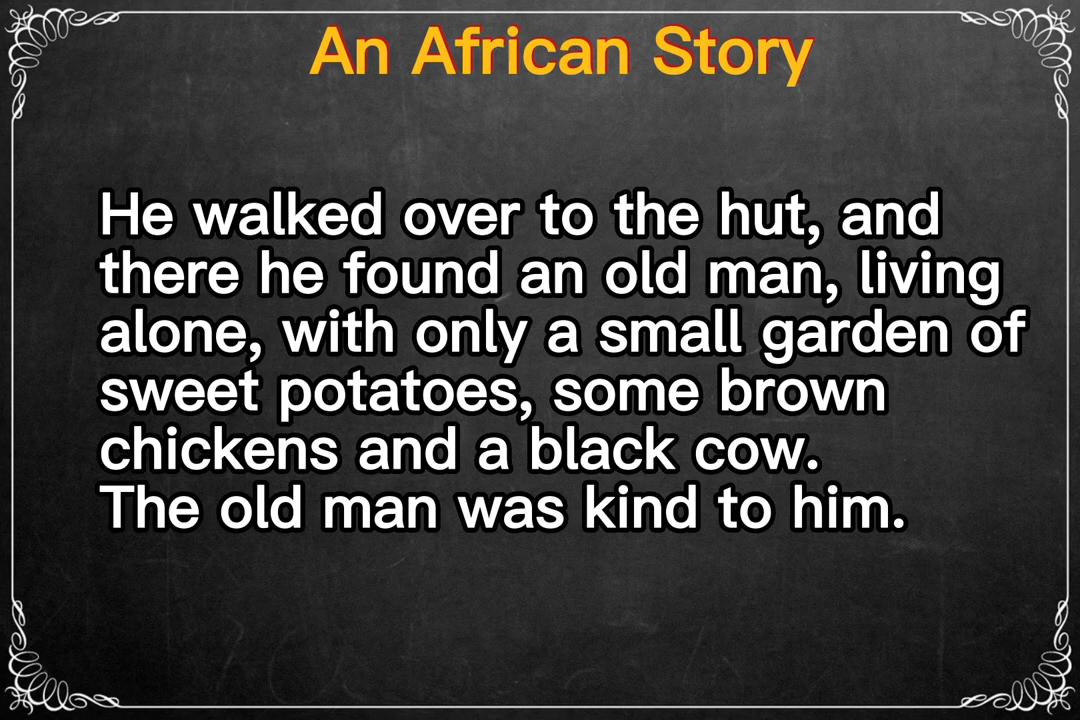 An African Story
He walked over to the hut, and
there he found an old man, living
alone, with only a small garden of
sweet potatoes, some brown
chickens and a black cow.
The old man was kind to him.